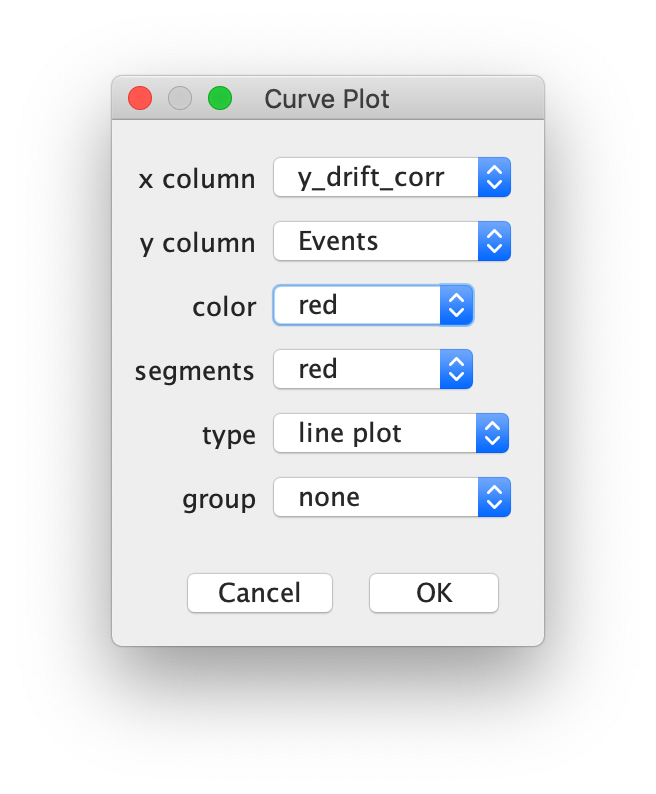 Curve Plot
x column y_drift_corr
y column Events
color red
segments red
type line plot
group none
Cancel OK